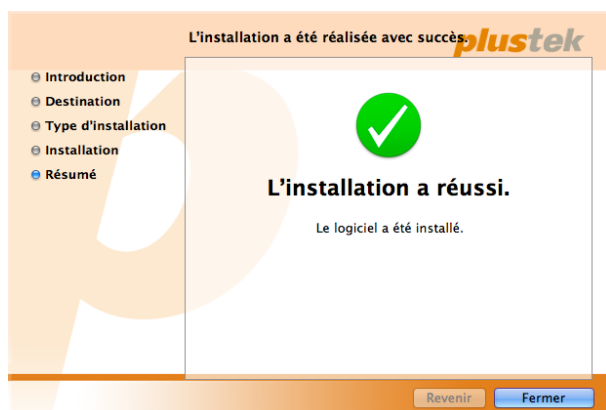 L'installation a été réalisée avec succès.
plustek
Introduction
Destination
Type d'installation
Installation
Résumé
L'installation a réussi.
Le logiciel a été installé.
Revenir
Fermer